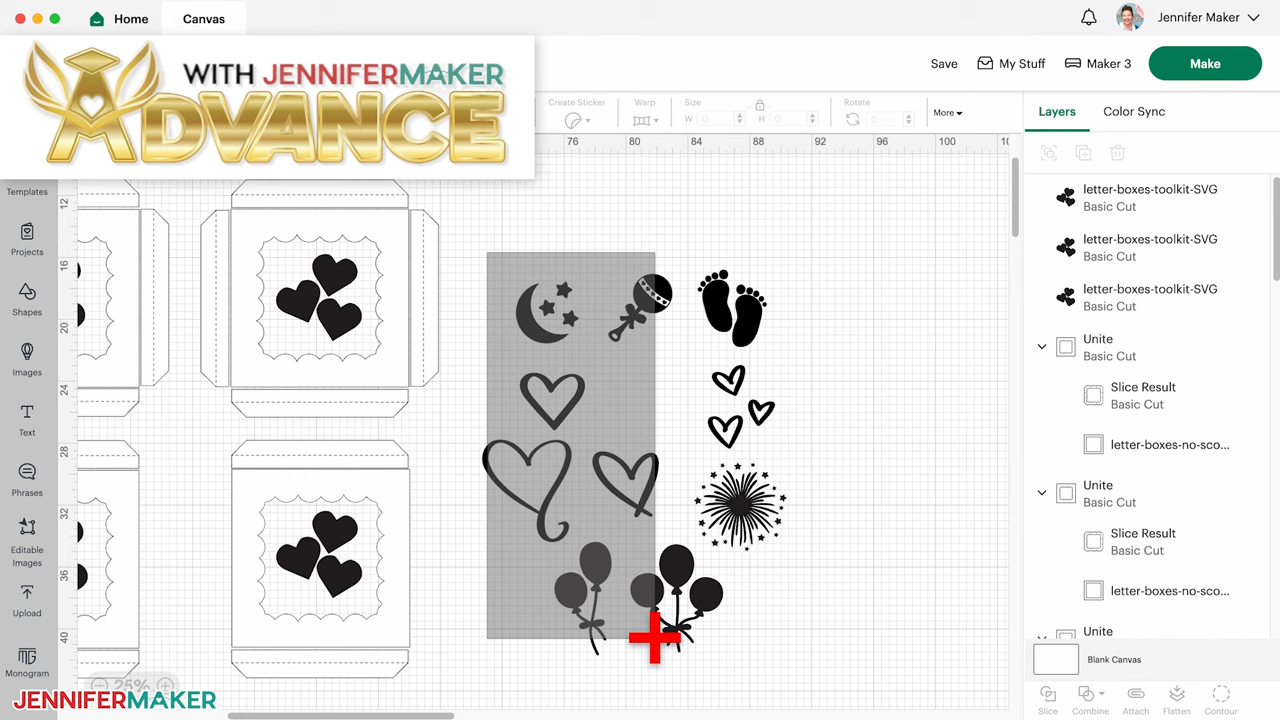 Home
Canvas
Jennifer Maker
WITH JENNIFERMAKER
ADVANCE
Save
My Stuff
Maker 3
Make
Create Sticker
Warp
Size
W 0
H 0
Rotate
0
More
76 80 84 88 92 96 100
12
16
20
24
28
32
36
40
Templates
Projects
Shapes
Images
Text
Phrases
Editable
Images
Upload
Monogram
25%
JENNIFERMAKER
Layers
Color Sync
letter-boxes-toolkit-SVG
Basic Cut
letter-boxes-toolkit-SVG
Basic Cut
letter-boxes-toolkit-SVG
Basic Cut
Unite
Basic Cut
Slice Result
Basic Cut
letter-boxes-no-sco...
Unite
Basic Cut
Slice Result
Basic Cut
letter-boxes-no-sco...
Unite
Blank Canvas
Slice
Combine
Attach
Flatten
Contour